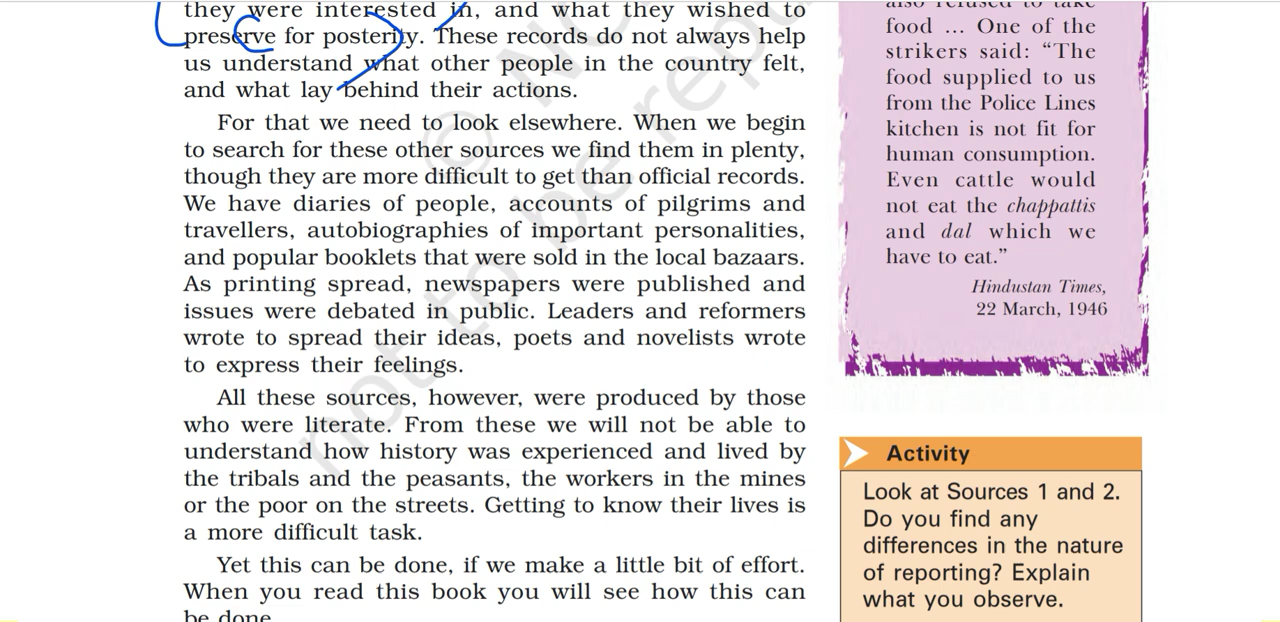 they were interested in, and what they wished to
preserve for posterity. These records do not always help
us understand what other people in the country felt,
and what lay behind their actions.
For that we need to look elsewhere. When we begin
to search for these other sources we find them in plenty,
though they are more difficult to get than official records.
We have diaries of people, accounts of pilgrims and
travellers, autobiographies of important personalities,
and popular booklets that were sold in the local bazaars.
As printing spread, newspapers were published and
issues were debated in public. Leaders and reformers
wrote to spread their ideas, poets and novelists wrote
to express their feelings.
All these sources, however, were produced by those
who were literate. From these we will not be able to
understand how history was experienced and lived by
the tribals and the peasants, the workers in the mines
or the poor on the streets. Getting to know their lives is
a more difficult task.
Yet this can be done, if we make a little bit of effort.
When you read this book you will see how this can
be done
also refused to take
food ... One of the
strikers said: “The
food supplied to us
from the Police Lines
kitchen is not fit for
human consumption.
Even cattle would
not eat the chappattis
and dal which we
have to eat.”
Hindustan Times,
22 March, 1946
Activity
Look at Sources 1 and 2.
Do you find any
differences in the nature
of reporting? Explain
what you observe.
not to be